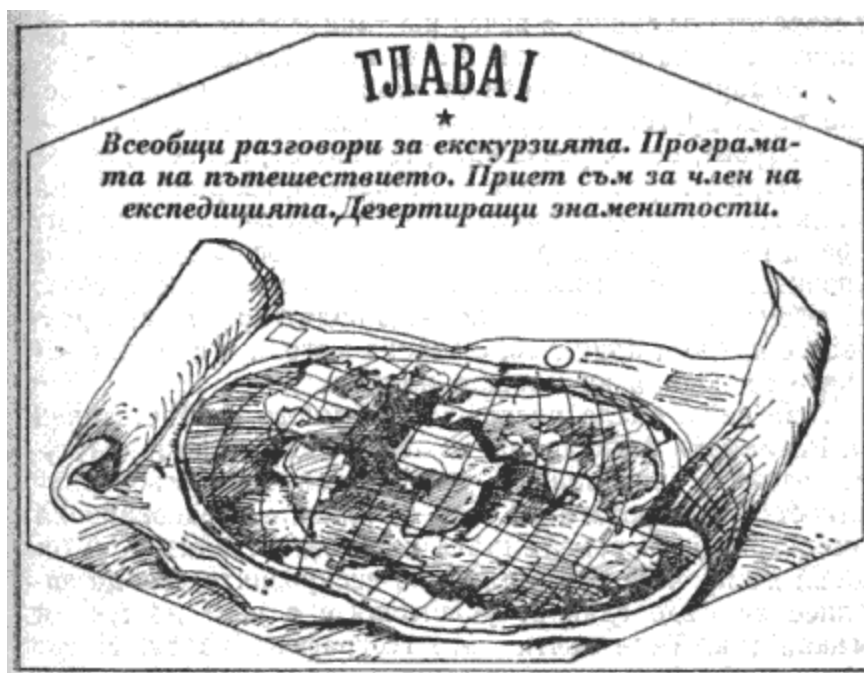 ГЛАВА I
Всеобщи разговори за екскурзията. Програма-
та на пътешествието. Приет съм за член на
експедицията. Дезертиращи знаменитости.